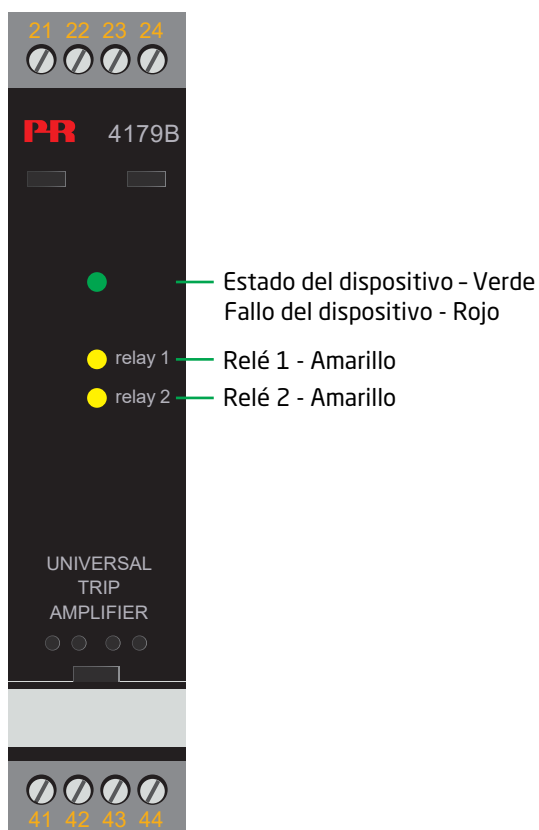 21 22 23 24
PR 4179B
Estado del dispositivo – Verde
Fallo del dispositivo - Rojo
relay 1 Relé 1 - Amarillo
relay 2 Relé 2 - Amarillo
UNIVERSAL
TRIP
AMPLIFIER
41 42 43 44